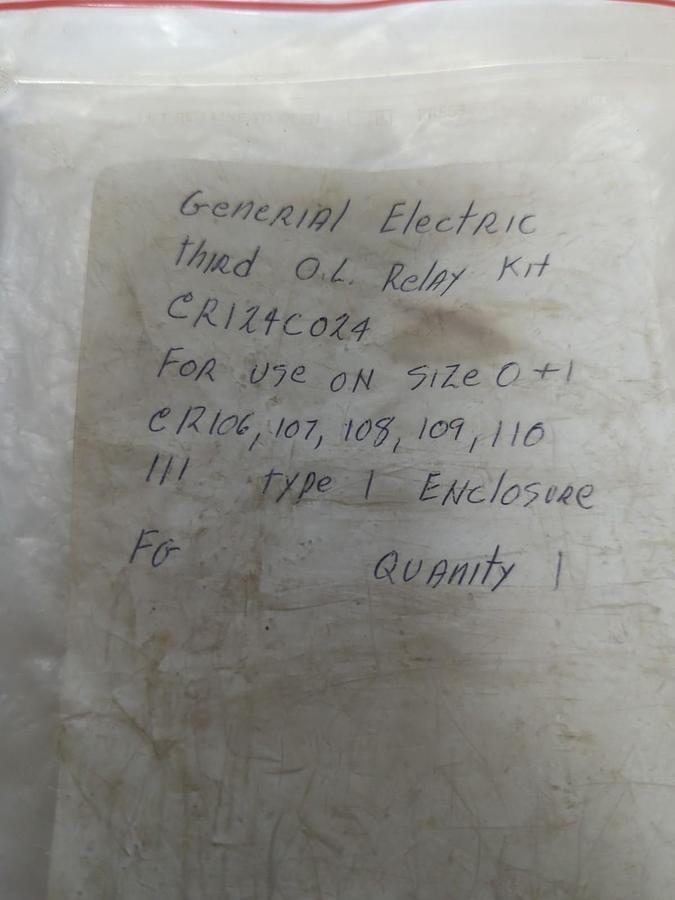 Generial Electric
third O.L. Relay Kit
CR124C024
For use on size 0+1
CR106, 107, 108, 109, 110
111 type 1 Enclosure
FG Quanity 1